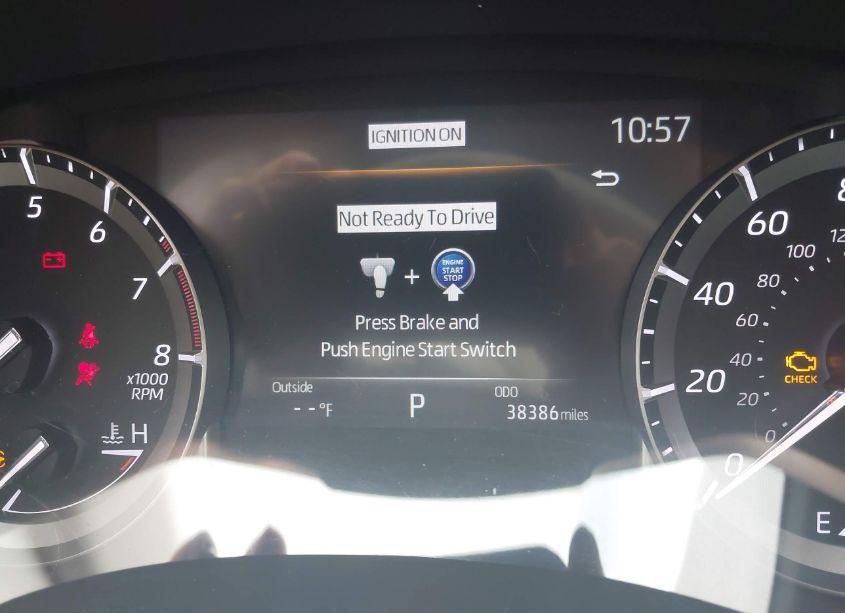 IGNITION ON
10:57
Not Ready To Drive
ENGINE
START
STOP
+
Press Brake and
Push Engine Start Switch
Outside
--°F
P
ODO
38386 miles
5
6
7
8
x1000
RPM
H
60
40
20
0
100
80
60
40
20
0
CHECK
E